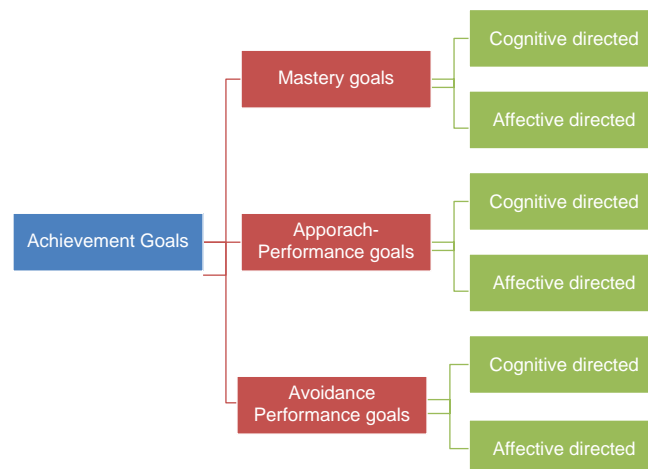 Achievement Goals
Mastery goals
Cognitive directed
Affective directed
Apporach-
Performance goals
Cognitive directed
Affective directed
Avoidance
Performance goals
Cognitive directed
Affective directed